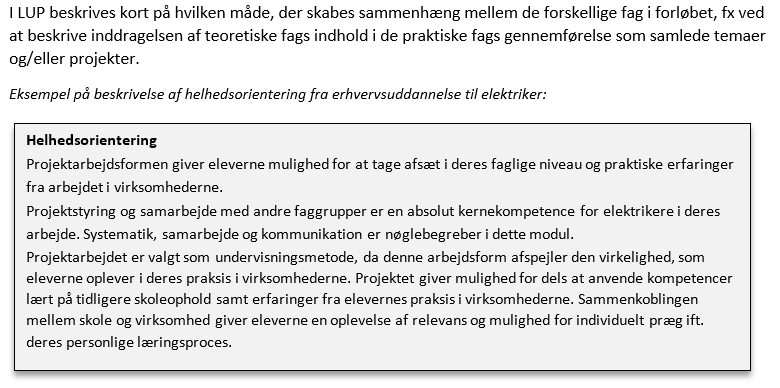 I LUP beskrives kort på hvilken måde, der skabes sammenhæng mellem de forskellige fag i forløbet, fx ved
at beskrive inddragelsen af teoretiske fags indhold i de praktiske fags gennemførelse som samlede temaer
og/eller projekter.
Eksempel på beskrivelse af helhedsorientering fra erhvervsuddannelse til elektriker:
Helhedsorientering
Projektarbejdsformen giver eleverne mulighed for at tage afsæt i deres faglige niveau og praktiske erfaringer
fra arbejdet i virksomhederne.
Projektstyring og samarbejde med andre faggrupper er en absolut kernekompetence for elektrikere i deres
arbejde. Systematik, samarbejde og kommunikation er nøglebegreber i dette modul.
Projektarbejdet er valgt som undervisningsmetode, da denne arbejdsform afspejler den virkelighed, som
eleverne oplever i deres praksis i virksomhederne. Projektet giver mulighed for dels at anvende kompetencer
lært på tidligere skoleophold samt erfaringer fra elevernes praksis i virksomhederne. Sammenkoblingen
mellem skole og virksomhed giver eleverne en oplevelse af relevans og mulighed for individuelt præg ift.
deres personlige læringsproces.